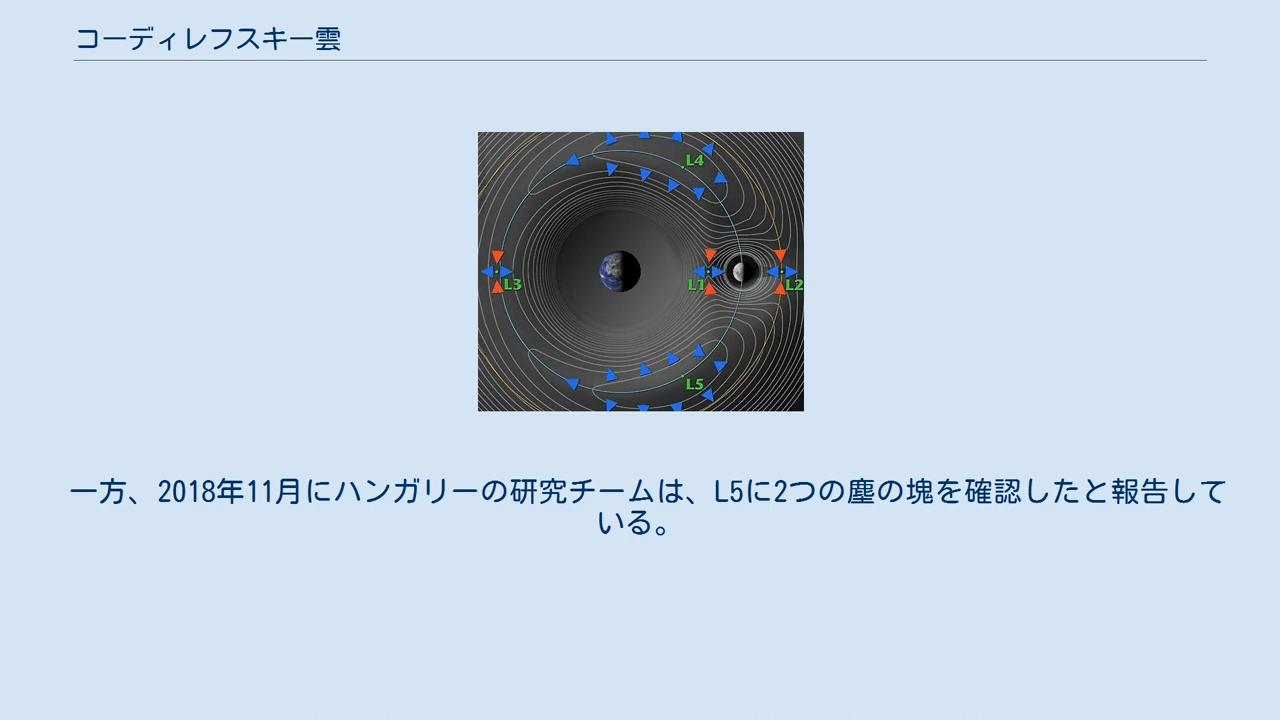 コーディレフスキー雲
L4
L3
L1
L2
L5
一方、2018年11月にハンガリーの研究チームは、L5に2つの塵の塊を確認したと報告して
いる。